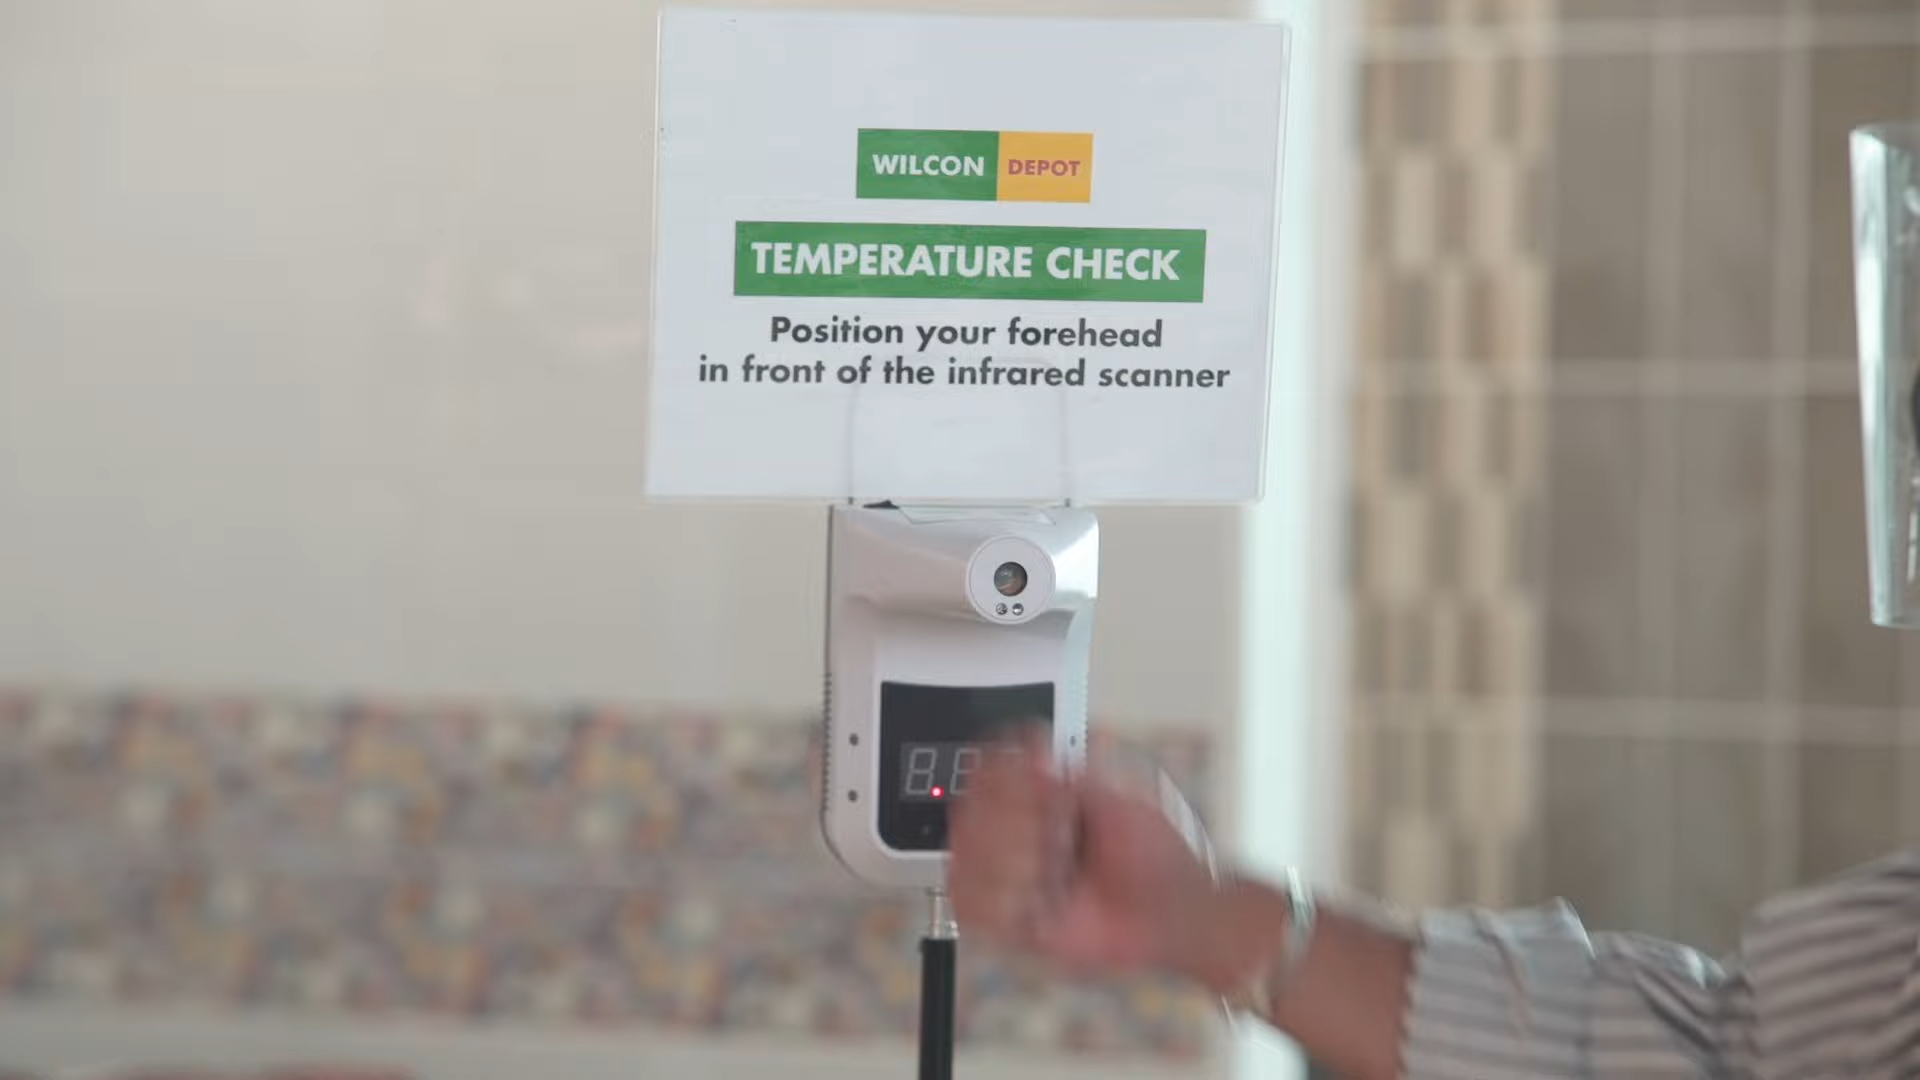 WILCON DEPOT
TEMPERATURE CHECK
Position your forehead
in front of the infrared scanner